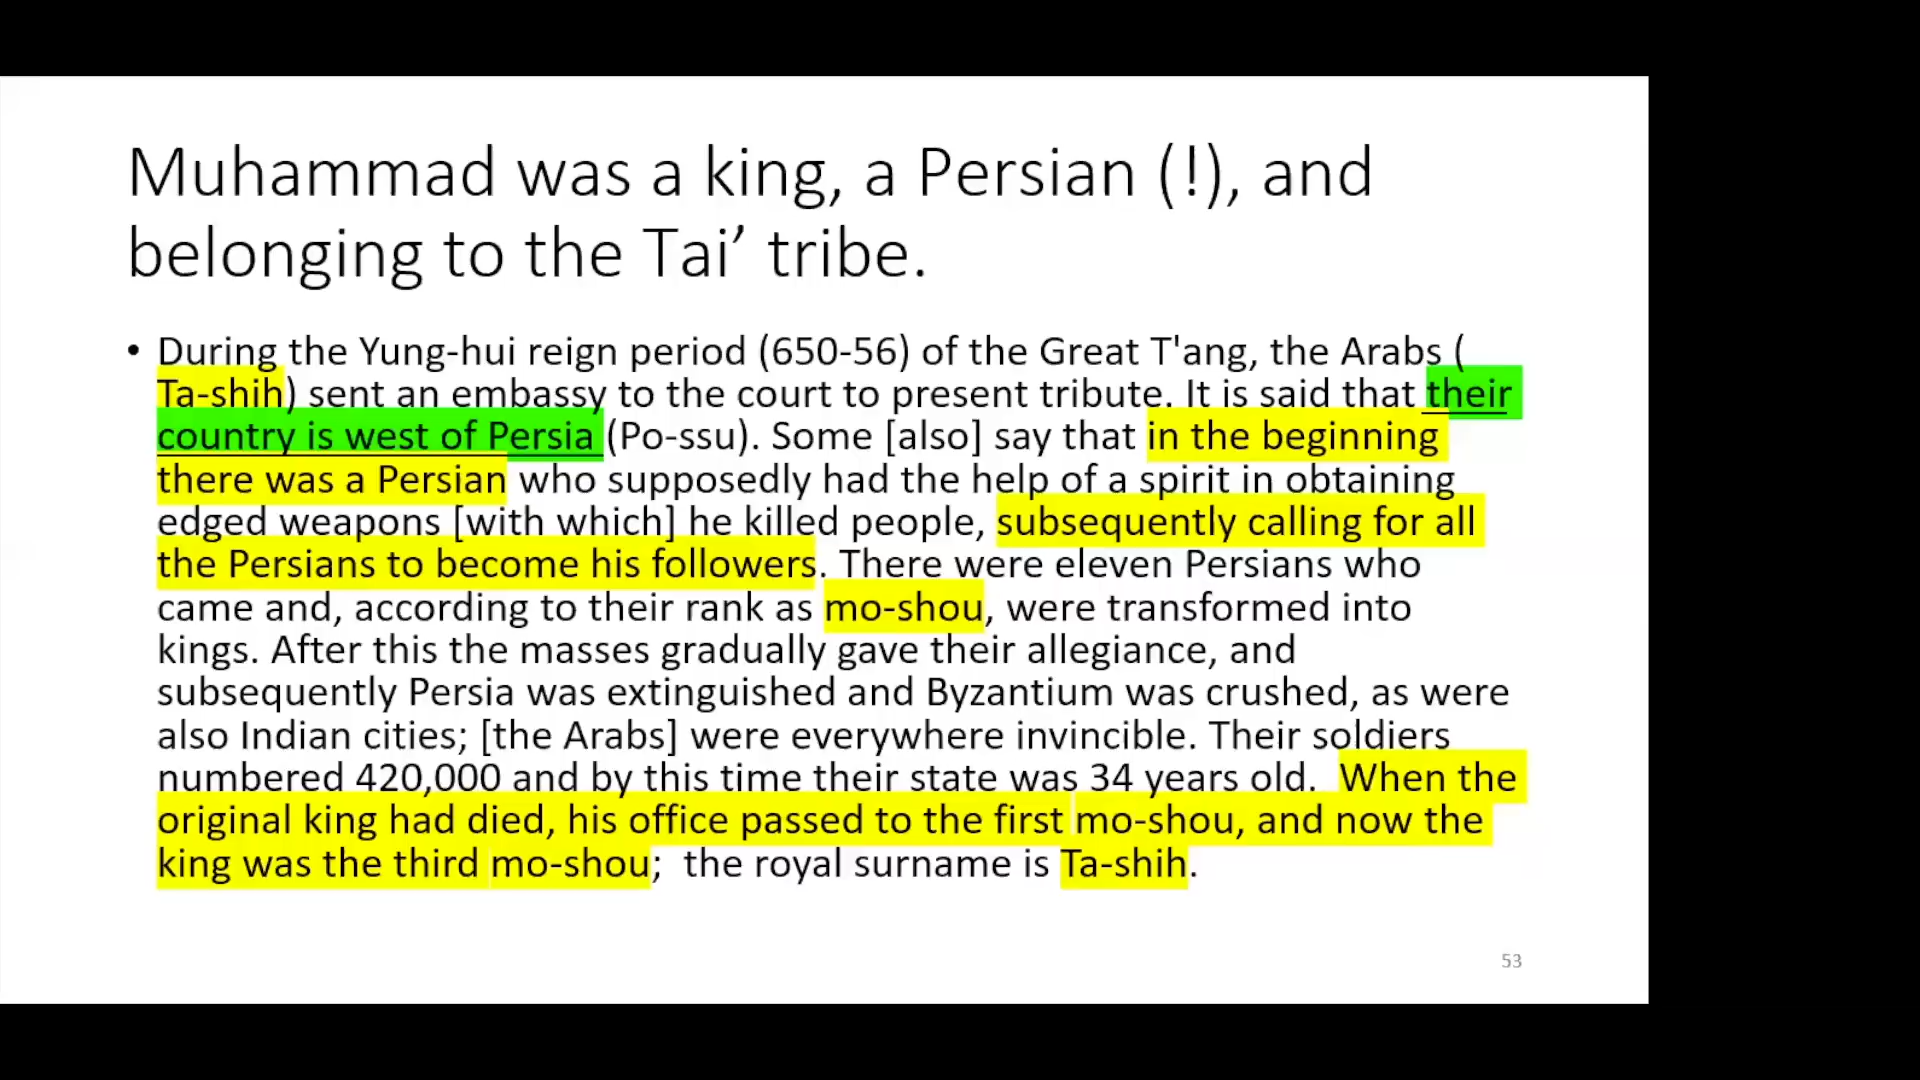 Muhammad was a king, a Persian (!), and
belonging to the Tai’ tribe.
• During the Yung-hui reign period (650-56) of the Great T'ang, the Arabs (
Ta-shih) sent an embassy to the court to present tribute. It is said that their
country is west of Persia (Po-ssu). Some [also] say that in the beginning
there was a Persian who supposedly had the help of a spirit in obtaining
edged weapons [with which] he killed people, subsequently calling for all
the Persians to become his followers. There were eleven Persians who
came and, according to their rank as mo-shou, were transformed into
kings. After this the masses gradually gave their allegiance, and
subsequently Persia was extinguished and Byzantium was crushed, as were
also Indian cities; [the Arabs] were everywhere invincible. Their soldiers
numbered 420,000 and by this time their state was 34 years old. When the
original king had died, his office passed to the first mo-shou, and now the
king was the third mo-shou; the royal surname is Ta-shih.
53